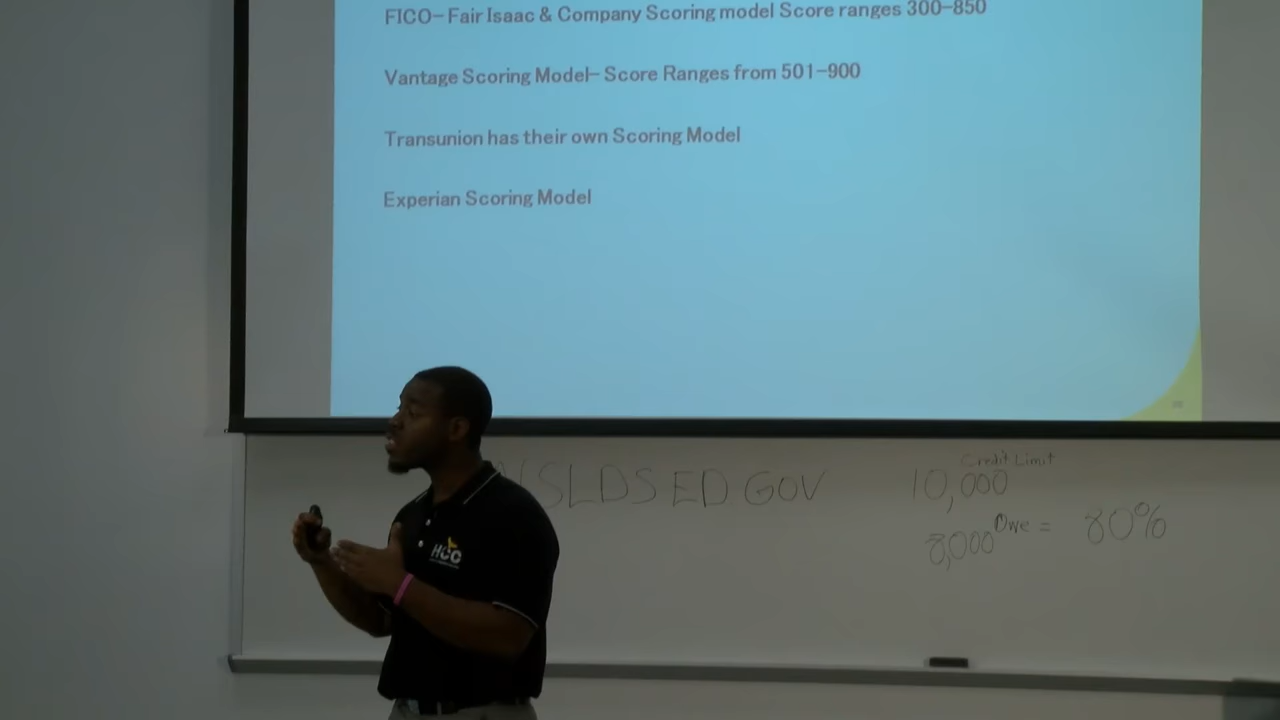 FICO- Fair Isaac & Company Scoring model Score ranges 300-850
Vantage Scoring Model- Score Ranges from 501-900
Transunion has their own Scoring Model
Experian Scoring Model
NSLDS ED GOV
Credit Limit
10,000
8,000 Owe = 80%
HCC